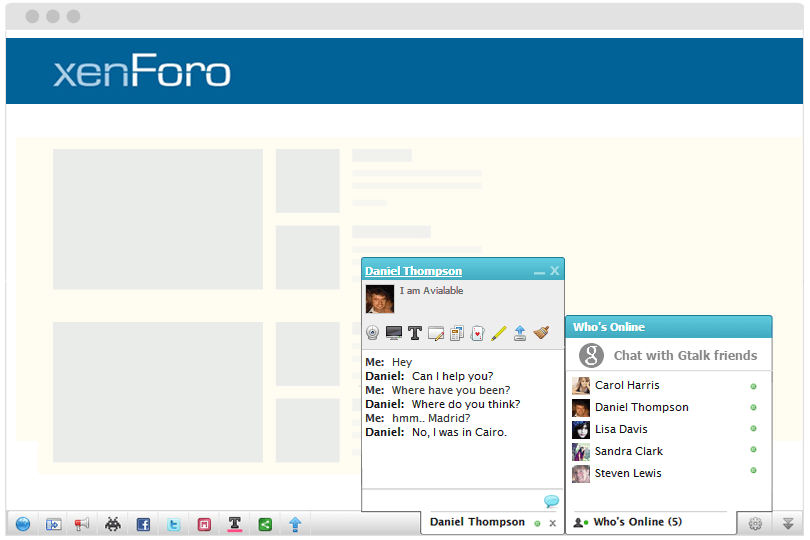 xenForo
Daniel Thompson
I am Avialable
Me: Hey
Daniel: Can I help you?
Me: Where have you been?
Daniel: Where do you think?
Me: hmm.. Madrid?
Daniel: No, I was in Cairo.
Daniel Thompson
Who's Online
g Chat with Gtalk friends
Carol Harris
Daniel Thompson
Lisa Davis
Sandra Clark
Steven Lewis
Who's Online (5)